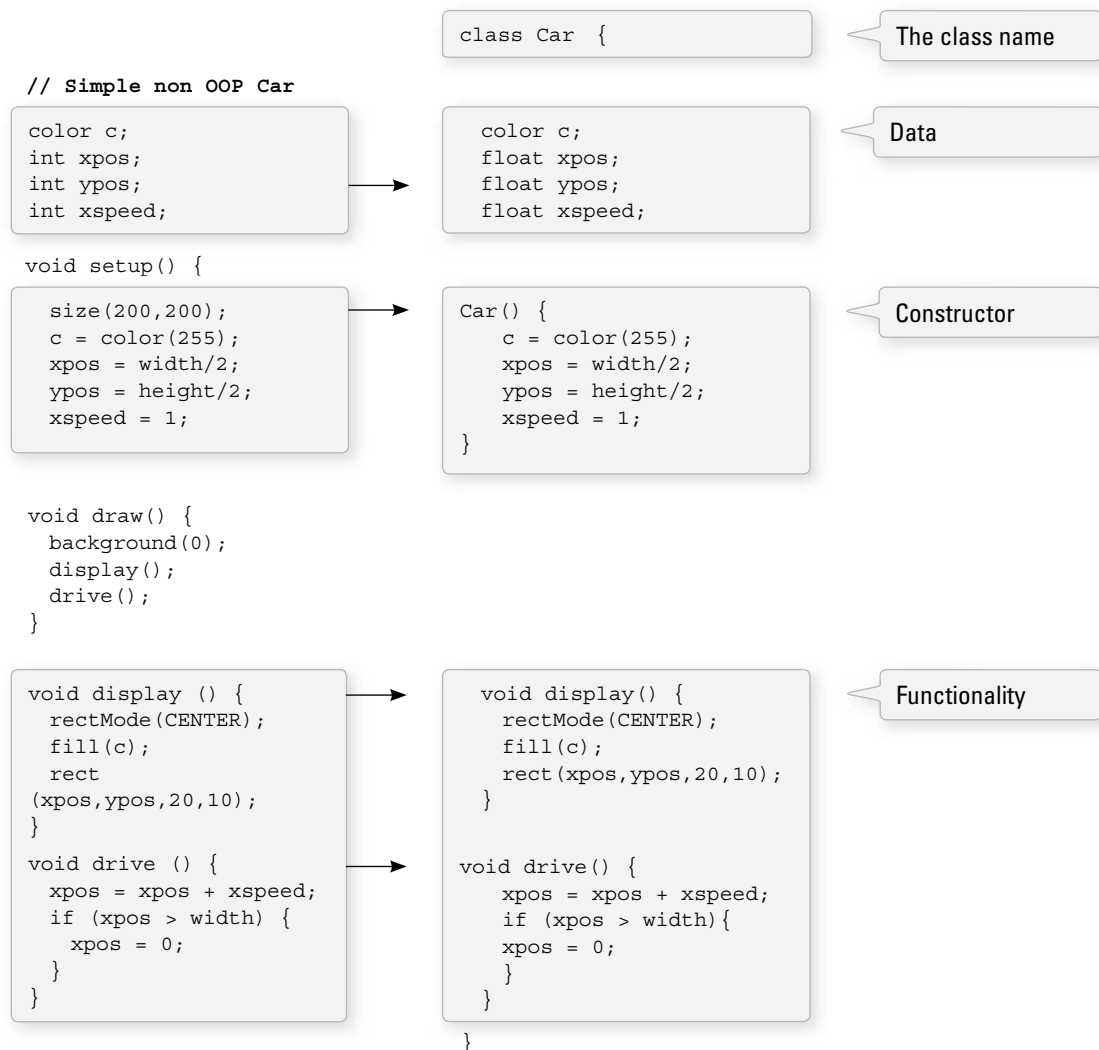 class Car {
The class name
// Simple non OOP Car
color c;
int xpos;
int ypos;
int xspeed;
color c;
float xpos;
float ypos;
float xspeed;
Data
void setup() {
size(200,200);
c = color(255);
xpos = width/2;
ypos = height/2;
xspeed = 1;
Car() {
c = color(255);
xpos = width/2;
ypos = height/2;
xspeed = 1;
}
Constructor
void draw() {
background(0);
display();
drive();
}
void display () {
rectMode(CENTER);
fill(c);
rect
(xpos,ypos,20,10);
}
void drive () {
xpos = xpos + xspeed;
if (xpos > width) {
xpos = 0;
}
}
void display() {
rectMode(CENTER);
fill(c);
rect(xpos,ypos,20,10);
}
void drive() {
xpos = xpos + xspeed;
if (xpos > width){
xpos = 0;
}
}
}
Functionality